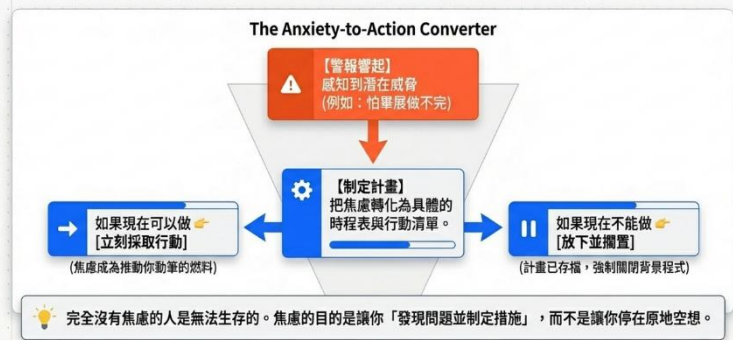 The Anxiety-to-Action Converter
【警報響起】
感知到潛在威脅
(例如：怕畢展做不完)
【制定計畫】
把焦慮轉化為具體的
時程表與行動清單。
如果現在可以做👉
[立刻採取行動]
(焦慮成為推動你動筆的燃料)
如果現在不能做👉
[放下並擱置]
(計畫已存檔，強制關閉背景程式)
完全沒有焦慮的人是無法生存的。焦慮的目的是讓你「發現問題並制定措施」，而不是讓你停在原地空想。